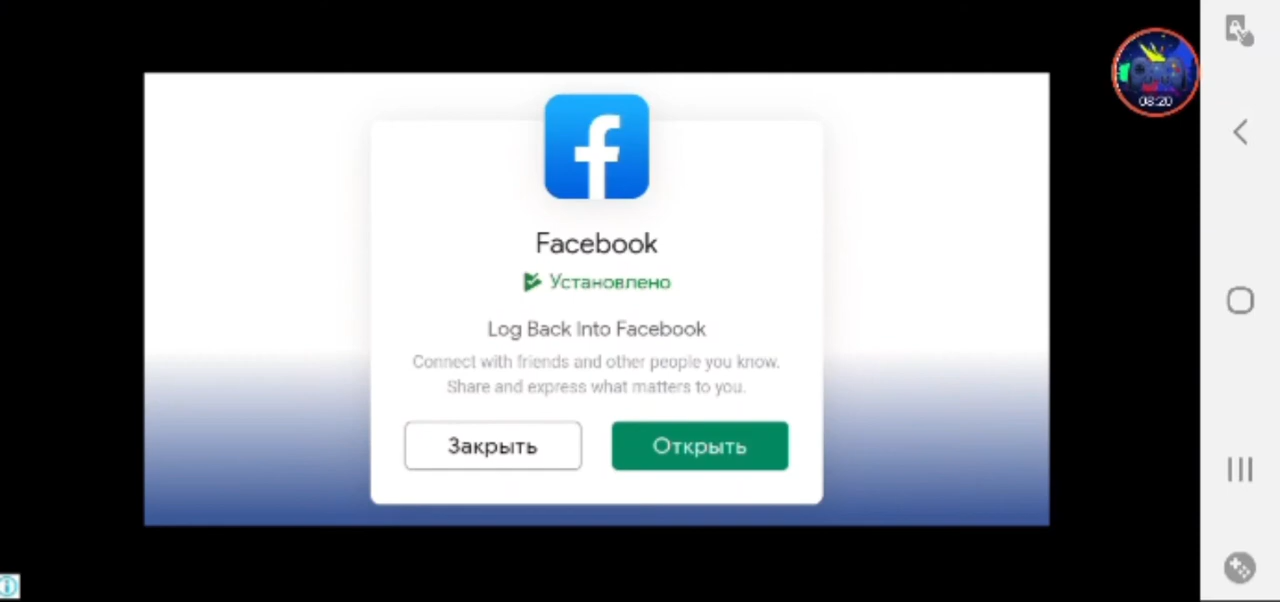 08:20
Facebook
Установлено
Log Back Into Facebook
Connect with friends and other people you know.
Share and express what matters to you.
Закрыть
Открыть